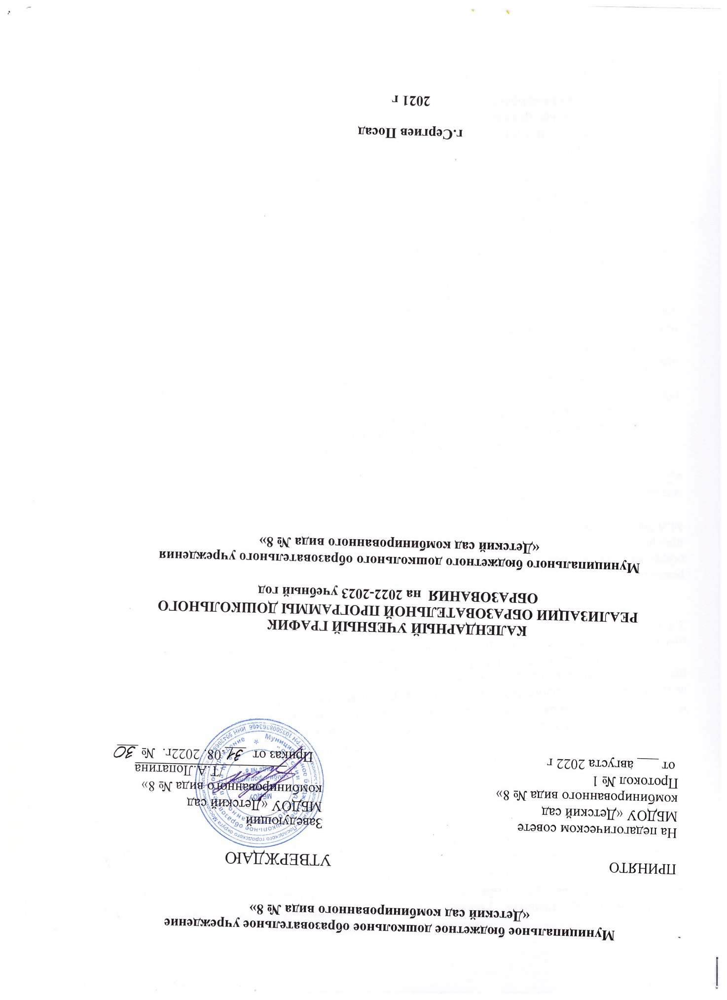 Муниципальное бюджетное дошкольное образовательное учреждение
«Детский сад комбинированного вида № 8»
ПРИНЯТО
На педагогическом совете
МБДОУ «Детский сад
комбинированного вида № 8»
Протокол № 1
от ___ августа 2022 г
УТВЕРЖДАЮ
Заведующий
МБДОУ «Детский сад
комбинированного вида № 8»
/Т.А.Лопатина
Приказ от 31.08. 2022г. № 30
МБДОУ
КАЛЕНДАРНЫЙ УЧЕБНЫЙ ГРАФИК
РЕАЛИЗАЦИИ ОБРАЗОВАТЕЛЬНОЙ ПРОГРАММЫ ДОШКОЛЬНОГО
ОБРАЗОВАНИЯ на 2022-2023 учебный год
Муниципального бюджетного дошкольного образовательного учреждения
«Детский сад комбинированного вида № 8»
г.Сергиев Посад
2021 г